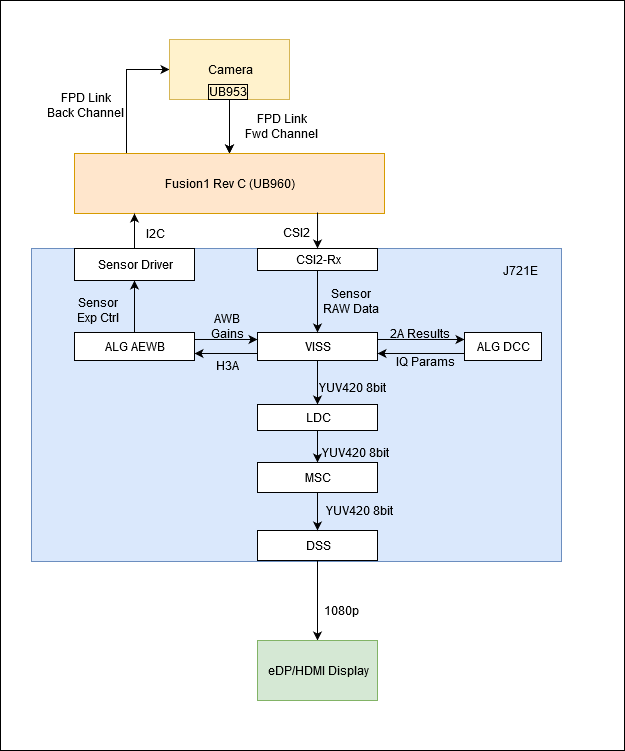 Camera
UB953
FPD Link
Back Channel
FPD Link
Fwd Channel
Fusion1 Rev C (UB960)
I2C
CSI2
Sensor Driver
CSI2-Rx
J721E
Sensor
Exp Ctrl
Sensor
RAW Data
AWB
Gains
2A Results
ALG AEWB
VISS
ALG DCC
H3A
IQ Params
YUV420 8bit
LDC
YUV420 8bit
MSC
YUV420 8bit
DSS
1080p
eDP/HDMI Display